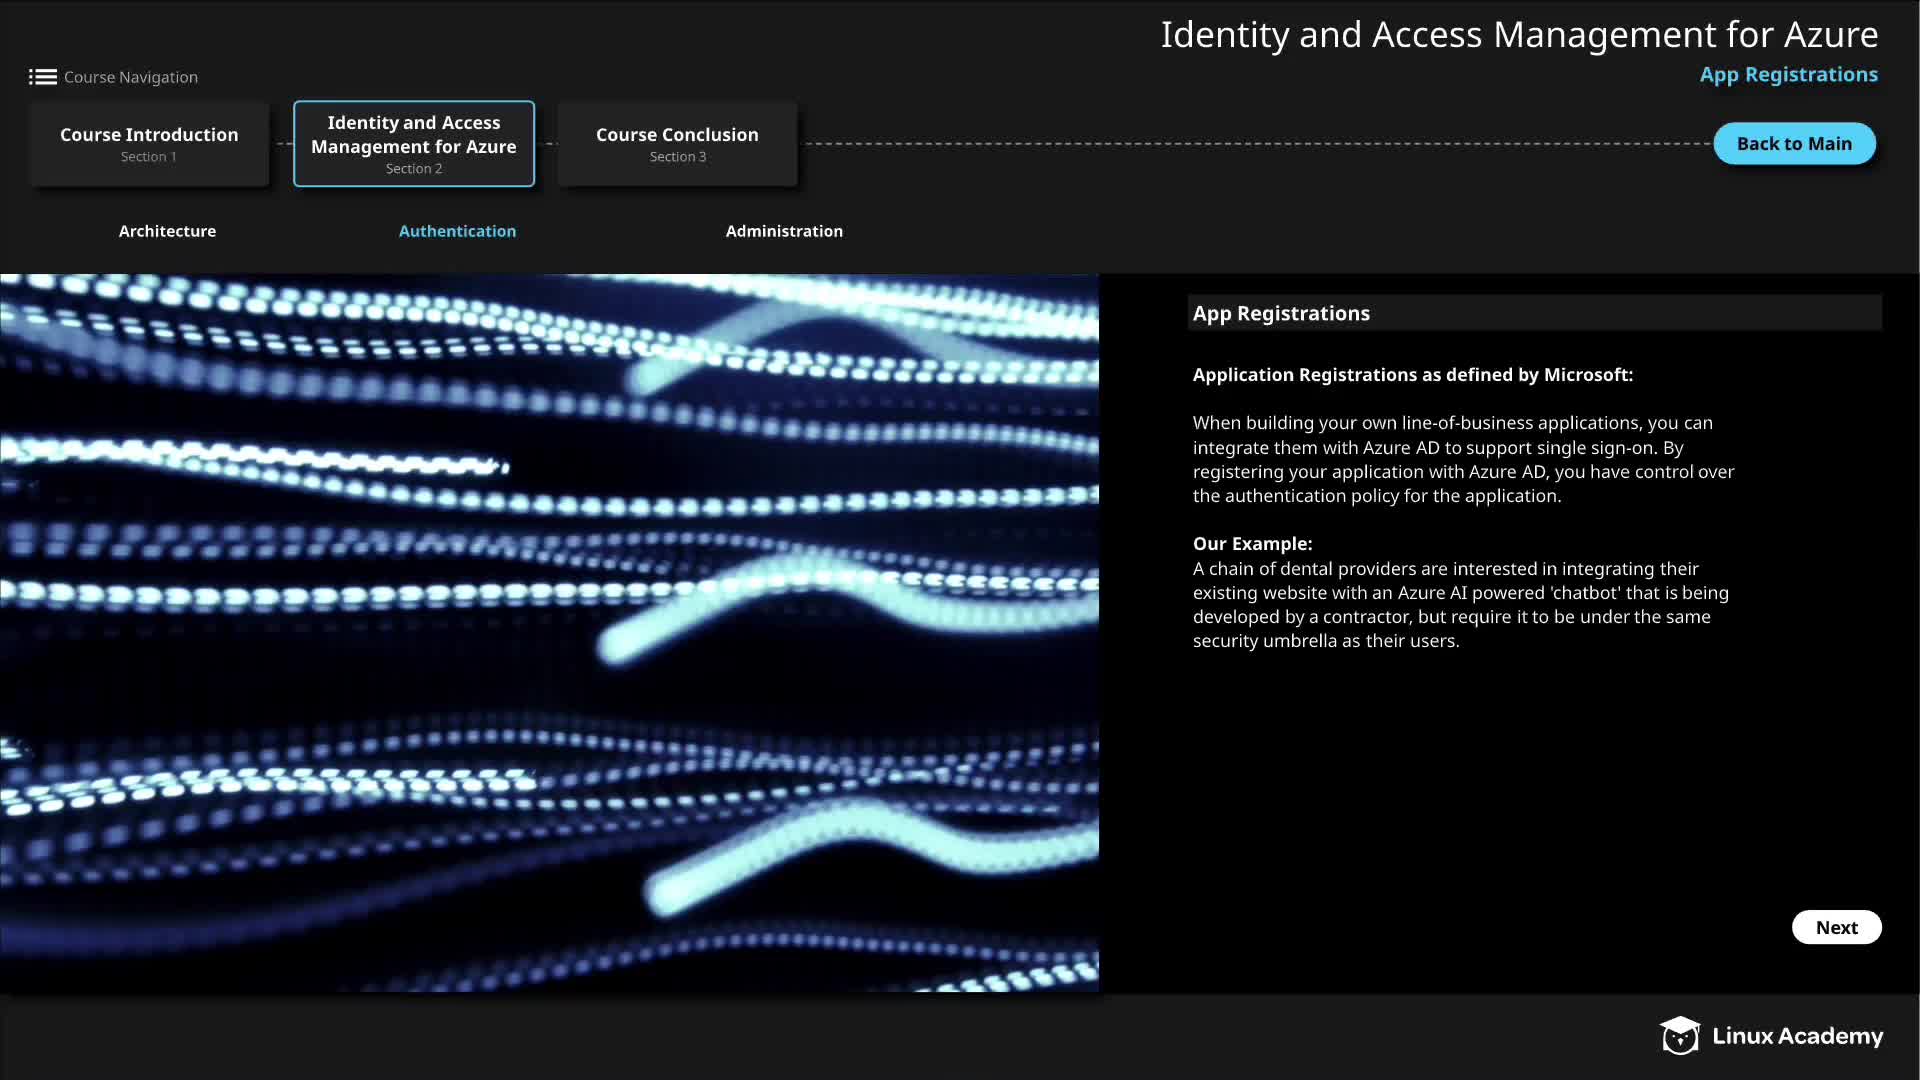 Identity and Access Management for Azure
App Registrations
Course Navigation
Course Introduction
Section 1
Identity and Access
Management for Azure
Section 2
Course Conclusion
Section 3
Back to Main
Architecture
Authentication
Administration
App Registrations
Application Registrations as defined by Microsoft:
When building your own line-of-business applications, you can
integrate them with Azure AD to support single sign-on. By
registering your application with Azure AD, you have control over
the authentication policy for the application.
Our Example:
A chain of dental providers are interested in integrating their
existing website with an Azure AI powered 'chatbot' that is being
developed by a contractor, but require it to be under the same
security umbrella as their users.
Next
Linux Academy